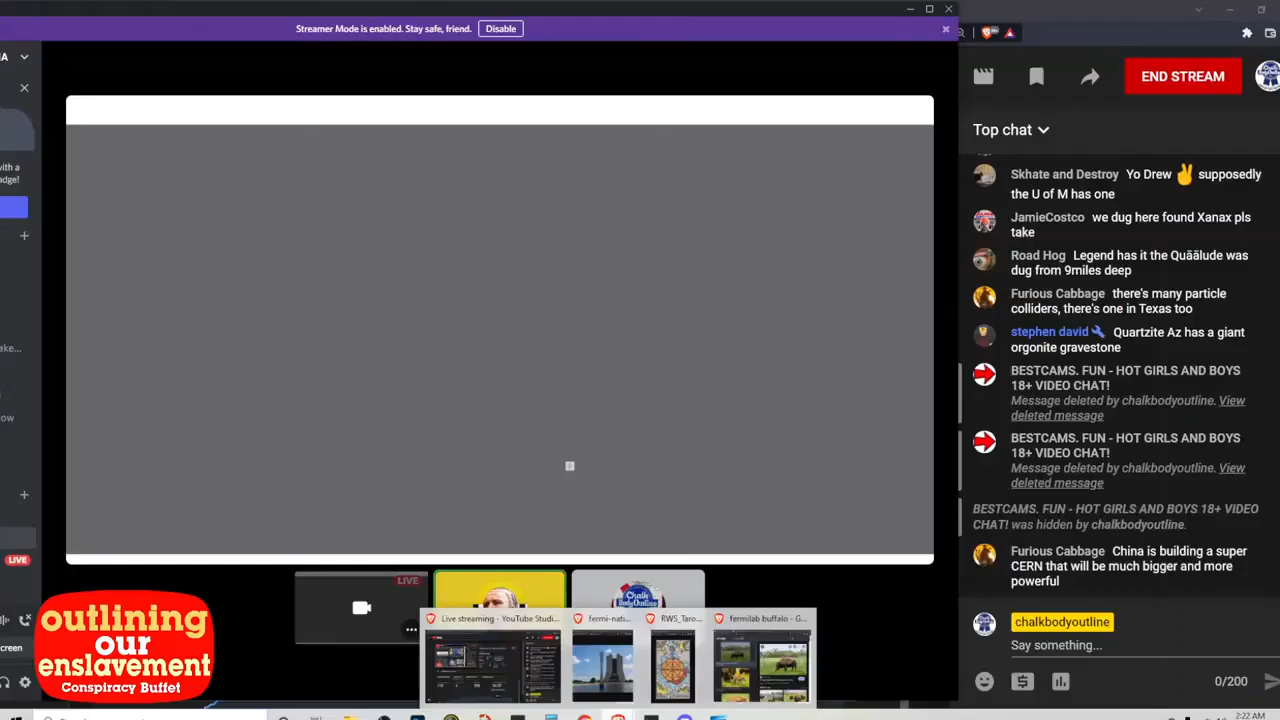 Streamer Mode is enabled. Stay safe, friend.
Disable
END STREAM
Top chat
Skhate and Destroy Yo Drew ✌ supposedly
the U of M has one
JamieCostco we dug here found Xanax pls
take
Road Hog Legend has it the Quããlude was
dug from 9miles deep
Furious Cabbage there's many particle
colliders, there's one in Texas too
stephen david Quartzite Az has a giant
orgonite gravestone
BESTCAMS. FUN - HOT GIRLS AND BOYS
18+ VIDEO CHAT!
Message deleted by chalkbodyoutline. View
deleted message
BESTCAMS. FUN - HOT GIRLS AND BOYS
18+ VIDEO CHAT!
Message deleted by chalkbodyoutline. View
deleted message
BESTCAMS. FUN - HOT GIRLS AND BOYS 18+ VIDEO
CHAT! was hidden by chalkbodyoutline.
Furious Cabbage China is building a super
CERN that will be much bigger and more
powerful
chalkbodyoutline
Say something...
0/200
LIVE
LIVE
Live streaming - YouTube Studi...
fermi-nati...
RWS_Taro...
fermilab buffalo - G...
outlining
our
enslavement
Conspiracy Buffet
2:22 AM